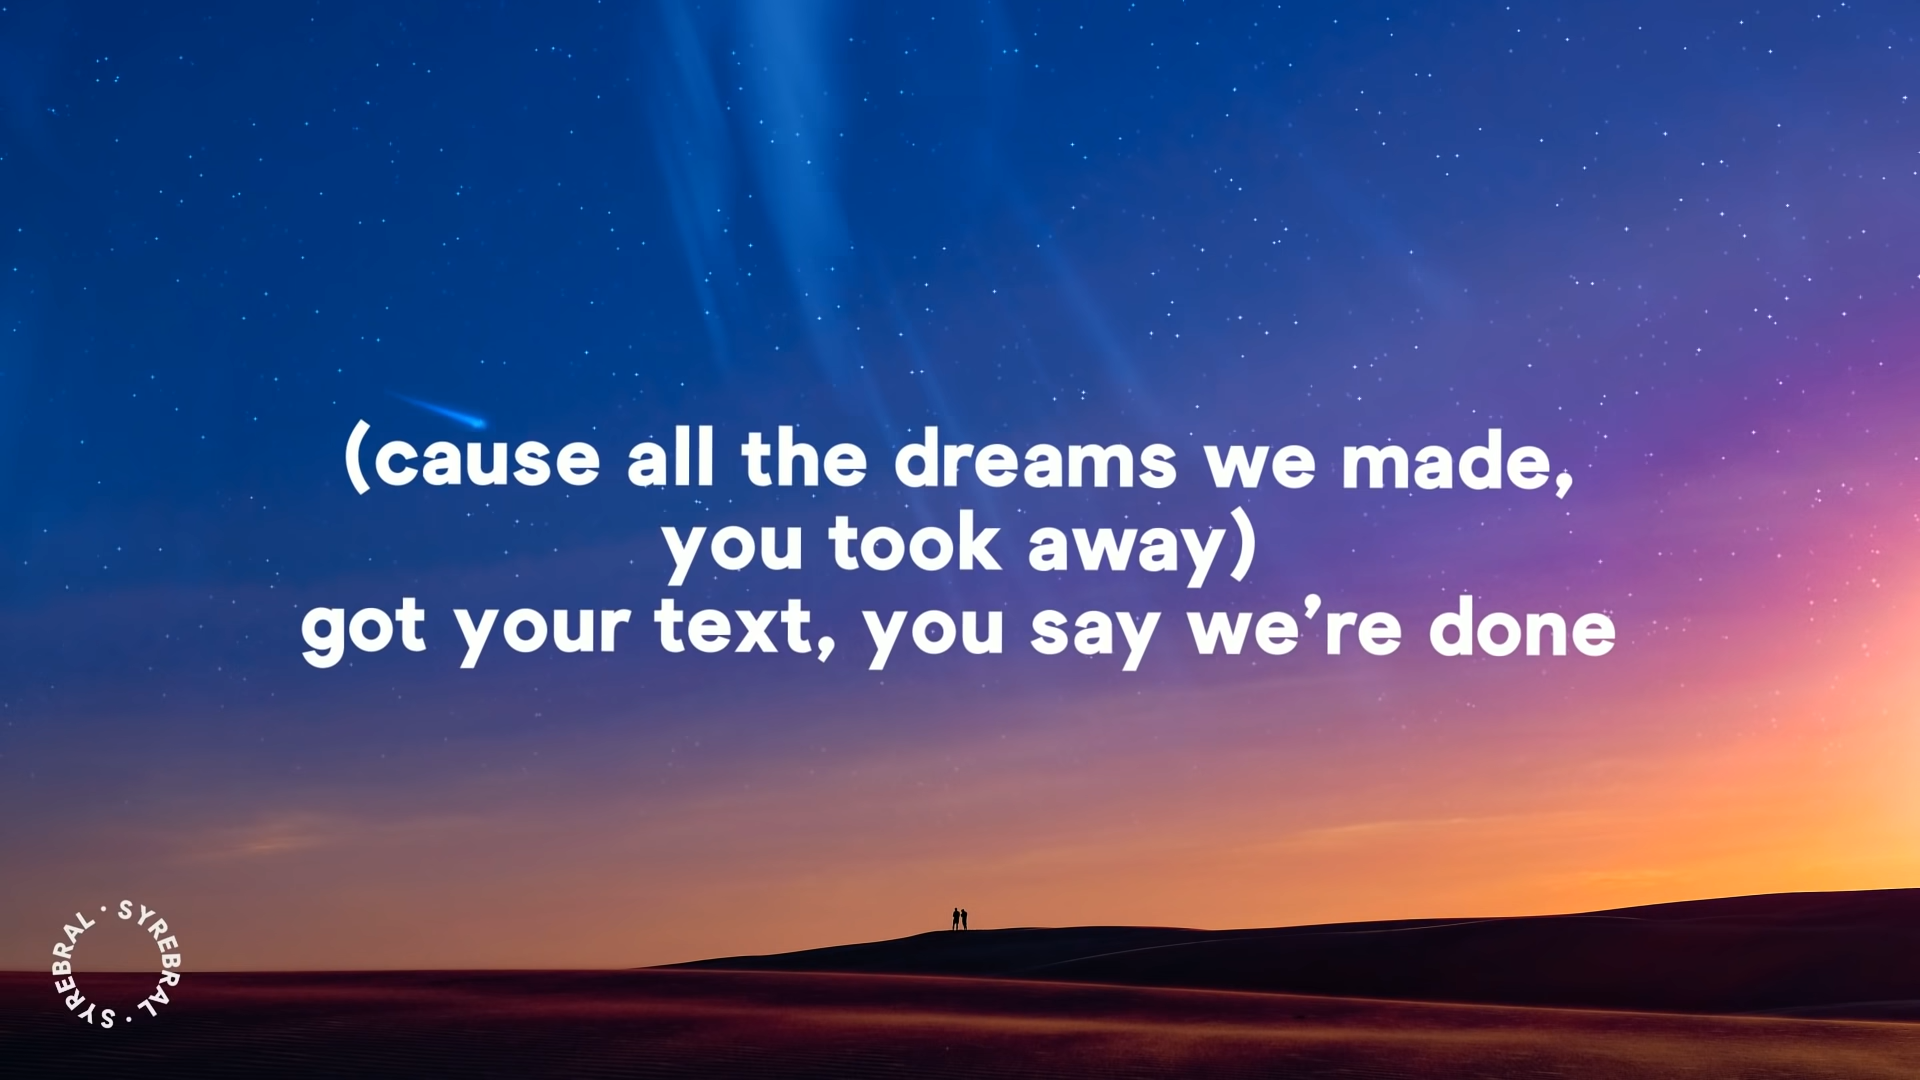 (cause all the dreams we made,
you took away)
got your text, you say we're done
SYREBRAL · SYREBRAL ·